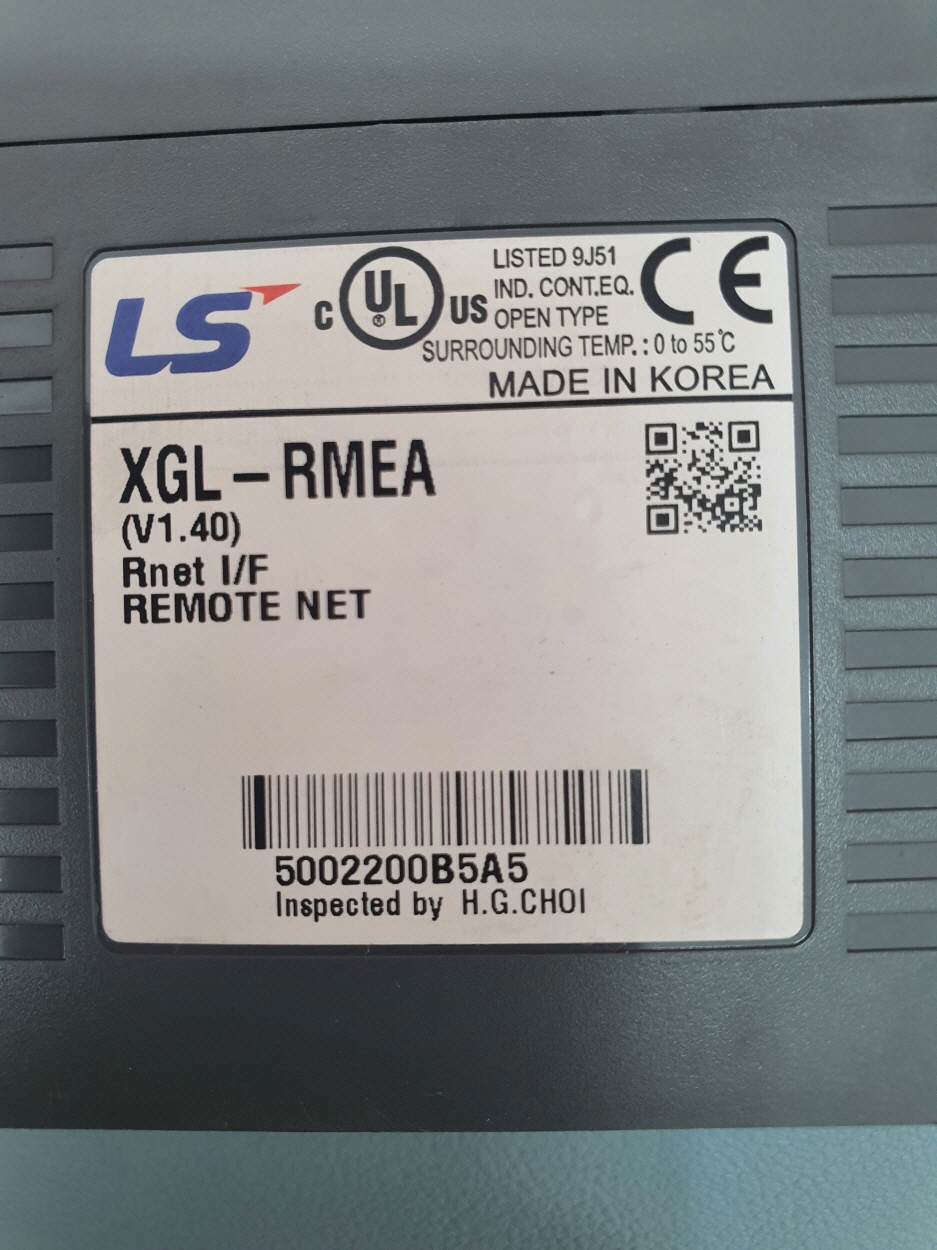 LS
C UL US
®
LISTED 9J51
IND. CONT.EQ.
OPEN TYPE
CE
SURROUNDING TEMP. : 0 to 55℃
MADE IN KOREA
XGL-RMEA
(V1.40)
Rnet I/F
REMOTE NET
5002200B5A5
Inspected by H.G.CHOI